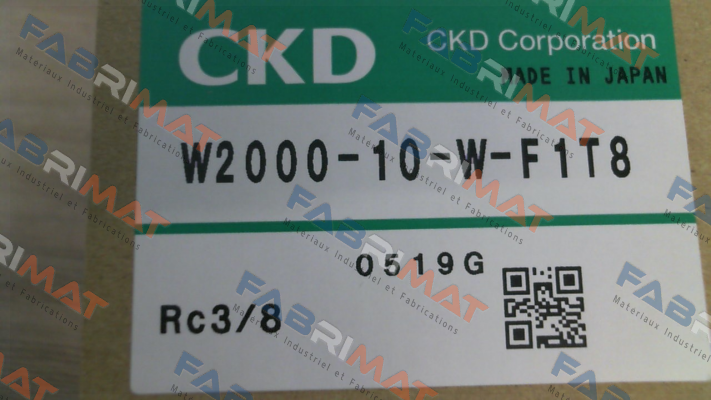 CKD
CKD Corporation
MADE IN JAPAN
W2000-10-W-F1T8
0519G
Rc3/8
FABRIMAT
Materiaux Industriel et Fabrications